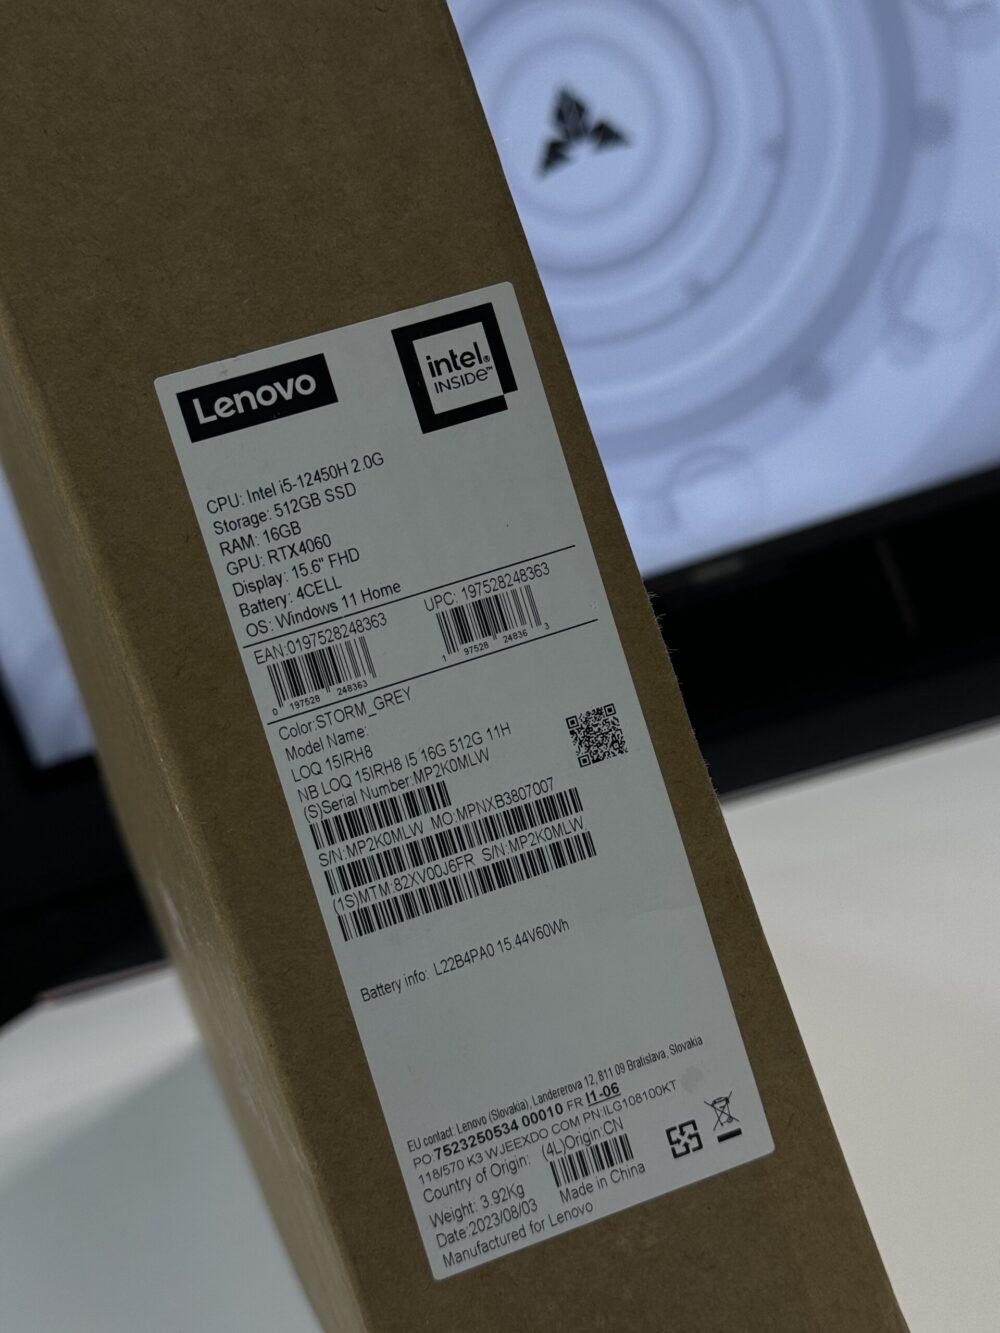 Lenovo
intel®
INSIDE™
CPU: Intel i5-12450H 2.0G
Storage: 512GB SSD
RAM: 16GB
GPU: RTX4060
Display: 15.6" FHD
Battery: 4CELL
OS: Windows 11 Home
EAN:0197528248363
UPC: 197528248363
0 197528 248363
1 97528 24836 3
Color:STORM_GREY
Model Name:
LOQ 15IRH8
NB LOQ 15IRH8 I5 16G 512G 11H
(S)Serial Number:MP2K0MLW
S/N:MP2K0MLW MO:MPNXB3807007
(1S)MTM:82XV00J6FR S/N:MP2K0MLW
Battery info: L22B4PA0 15.44V60Wh
EU contact: Lenovo (Slovakia), Landererova 12, 811 09 Bratislava, Slovakia
PO:7523250534 00010 FR I1-06
118/570 K3 WJEEXDO COM PN:ILG108100KT
Country of Origin: (4L)Origin:CN
Made in China
Weight: 3.92Kg
Date:2023/08/03
Manufactured for Lenovo